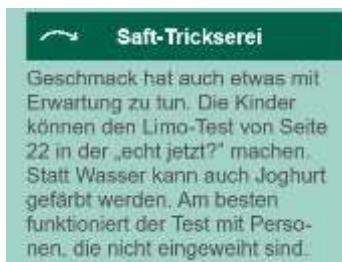 Saft-Trickserei
Geschmack hat auch etwas mit
Erwartung zu tun. Die Kinder
können den Limo-Test von Seite
22 in der „echt jetzt?" machen.
Statt Wasser kann auch Joghurt
gefärbt werden. Am besten
funktioniert der Test mit Perso-
nen, die nicht eingeweiht sind.